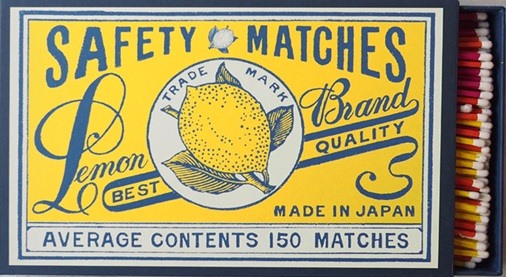 SAFETY MATCHES
TRADE MARK
Lemon Brand
BEST QUALITY
MADE IN JAPAN
AVERAGE CONTENTS 150 MATCHES